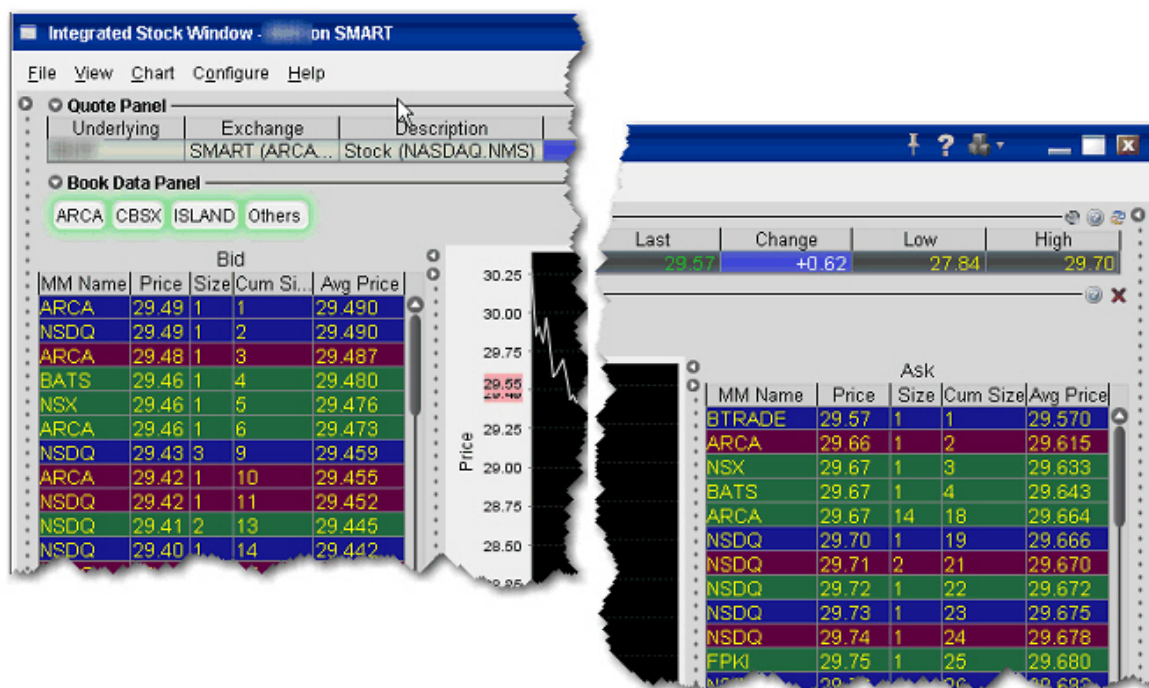 Integrated Stock Window - on SMART
File View Chart Configure Help
Quote Panel
Underlying Exchange Description
SMART (ARCA... Stock (NASDAQ.NMS)
Last Change Low High
29.57 +0.62 27.84 29.70
Book Data Panel
ARCA CBSX ISLAND Others
Bid
MM Name Price Size Cum Si... Avg Price
ARCA 29.49 1 1 29.490
NSDQ 29.49 1 2 29.490
ARCA 29.48 1 3 29.487
BATS 29.46 1 4 29.480
NSX 29.46 1 5 29.476
ARCA 29.46 1 6 29.473
NSDQ 29.43 3 9 29.459
ARCA 29.42 1 10 29.455
NSDQ 29.42 1 11 29.452
NSDQ 29.41 2 13 29.445
NSDQ 29.40 1 14 29.442
Price
30.25
30.00
29.75
29.55
29.25
29.00
28.75
28.50
Ask
MM Name Price Size Cum Size Avg Price
BTRADE 29.57 1 1 29.570
ARCA 29.66 1 2 29.615
NSX 29.67 1 3 29.633
BATS 29.67 1 4 29.643
ARCA 29.67 14 18 29.664
NSDQ 29.70 1 19 29.666
NSDQ 29.71 2 21 29.670
NSDQ 29.72 1 22 29.672
NSDQ 29.73 1 23 29.675
NSDQ 29.74 1 24 29.678
FPKI 29.75 1 25 29.680